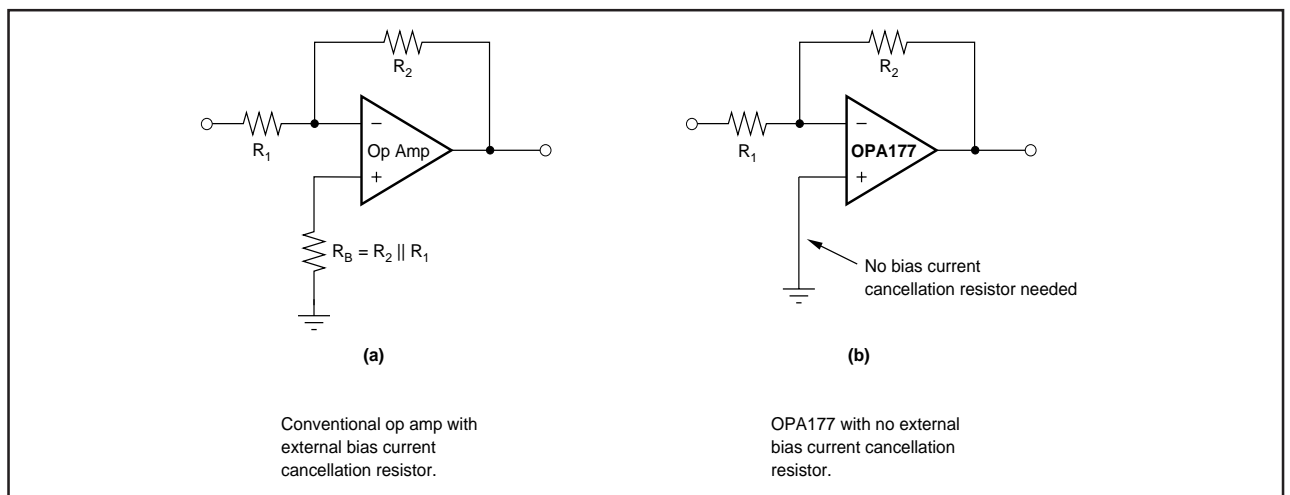 R2
R1
−
Op Amp
+
RB = R2 || R1
(a)
Conventional op amp with
external bias current
cancellation resistor.
R2
R1
−
OPA177
+
No bias current
cancellation resistor needed
(b)
OPA177 with no external
bias current cancellation
resistor.